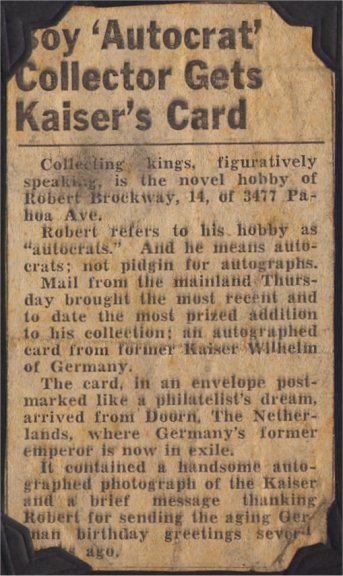 Boy 'Autocrat'
Collector Gets
Kaiser's Card
Collecting kings, figuratively
speaking, is the novel hobby of
Robert Brockway, 14, of 3477 Pa-
hoa Ave.
Robert refers to his hobby as
"autocrats." And he means auto-
crats; not pidgin for autographs.
Mail from the mainland Thurs-
day brought the most recent and
to date the most prized addition
to his collection; an autographed
card from former Kaiser Wilhelm
of Germany.
The card, in an envelope post-
marked like a philatelist's dream,
arrived from Doorn, The Nether-
lands, where Germany's former
emperor is now in exile.
It contained a handsome auto-
graphed photograph of the Kaiser
and a brief message thanking
Robert for sending the aging Ger-
man birthday greetings several
ago.